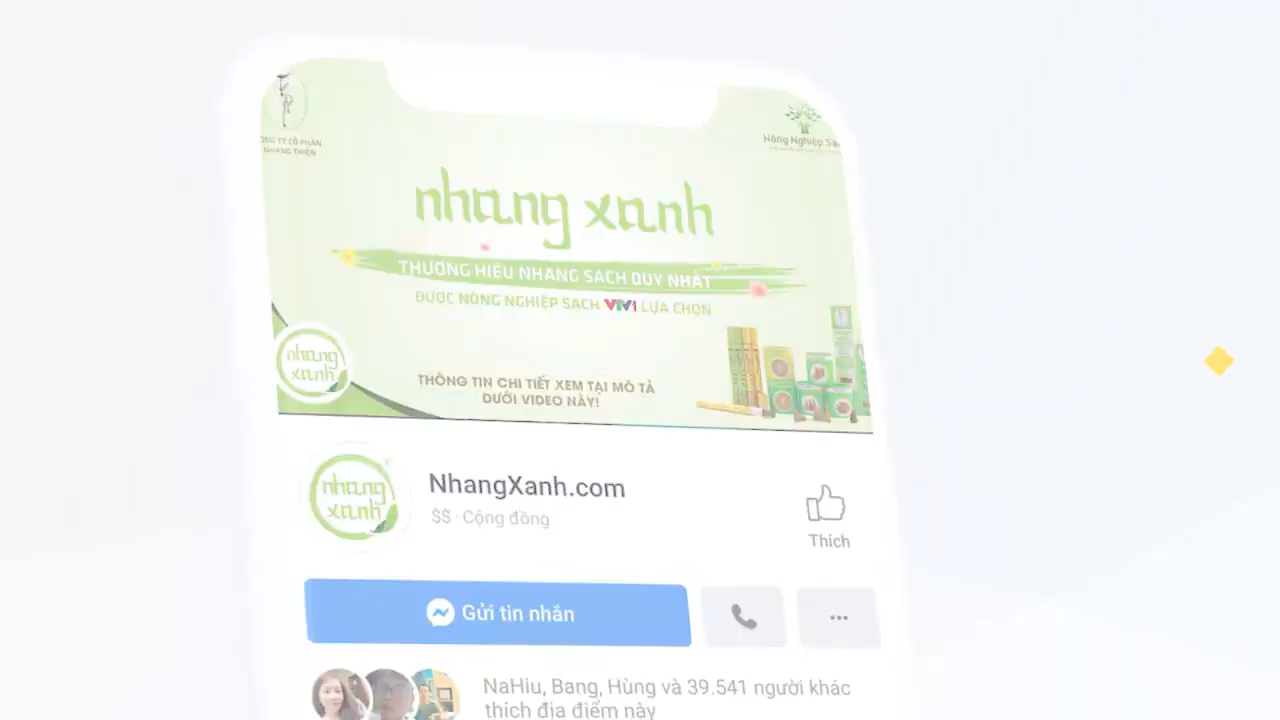 CÔNG TY CỔ PHẦN
NHANG THIỀN
Nông Nghiệp Sạ
nhang xanh
THƯƠNG HIỆU NHANG SẠCH DUY NHẤT
ĐƯỢC NÔNG NGHIỆP SẠCH VTV1 LỰA CHỌN
nhang
xanh
THÔNG TIN CHI TIẾT XEM TẠI MÔ TẢ
DƯỚI VIDEO NÀY!
nhang
xanh
NhangXanh.com
$$ · Cộng đồng
Thích
Gửi tin nhắn
NaHiu, Bang, Hùng và 39.541 người khác
thích địa điểm này